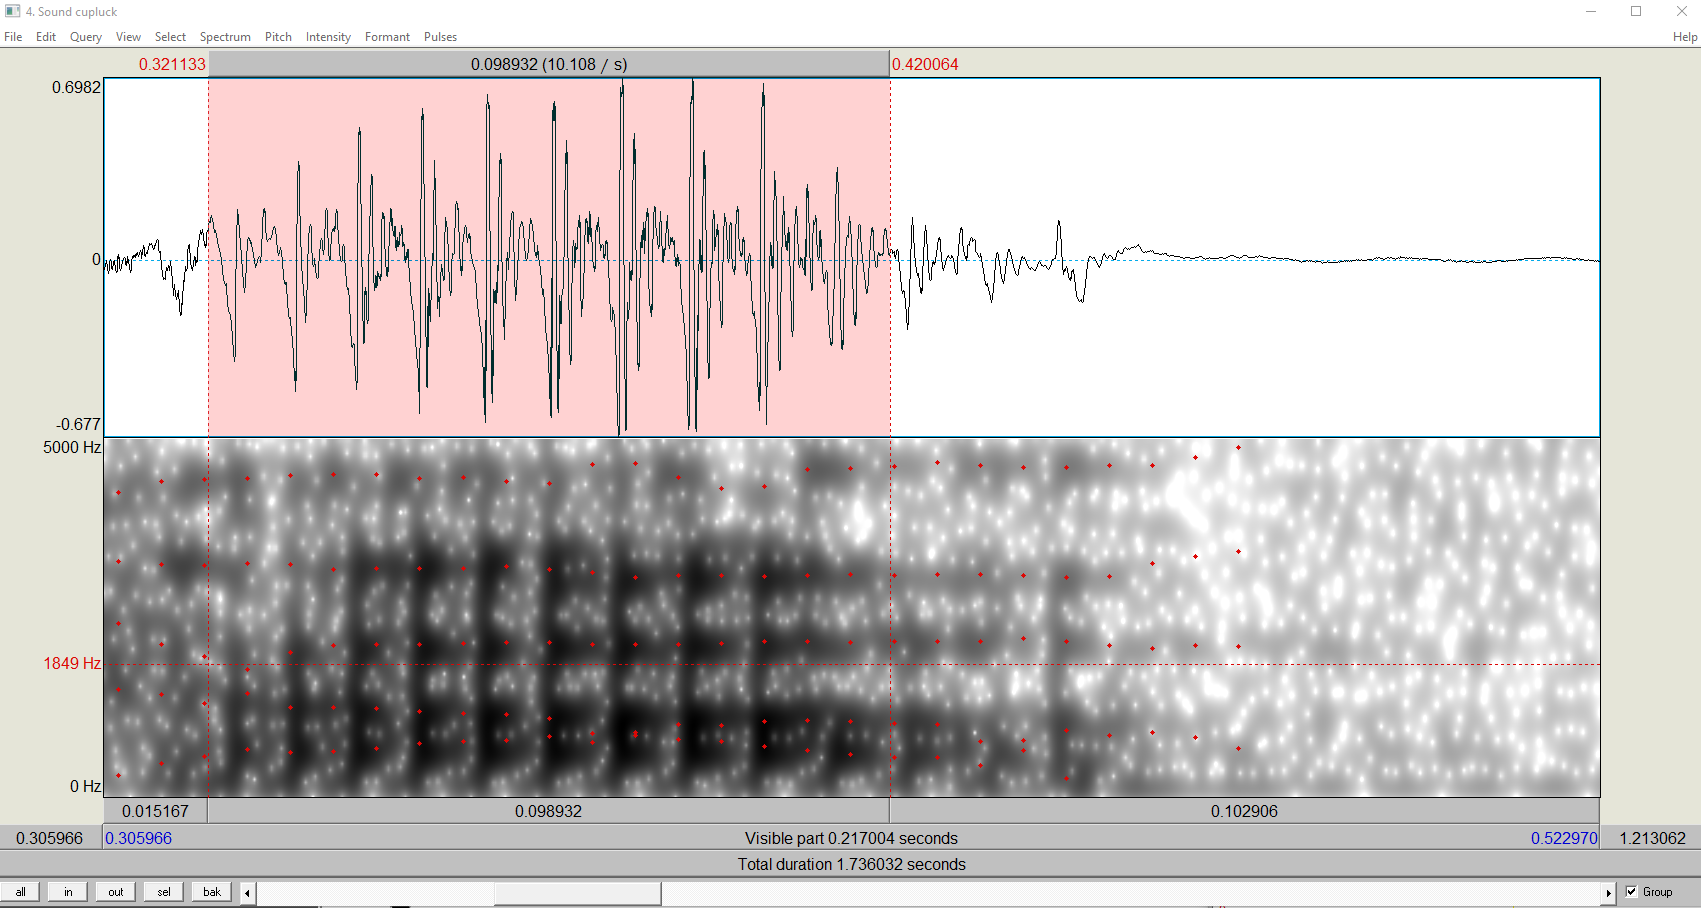 4. Sound cupluck
File Edit Query View Select Spectrum Pitch Intensity Formant Pulses Help
0.321133 0.098932 (10.108 / s) 0.420064
0.6982
0
-0.677
5000 Hz
1849 Hz
0 Hz
0.015167 0.098932 0.102906
0.305966 0.305966 Visible part 0.217004 seconds 0.522970 1.213062
Total duration 1.736032 seconds
all in out sel bak Group